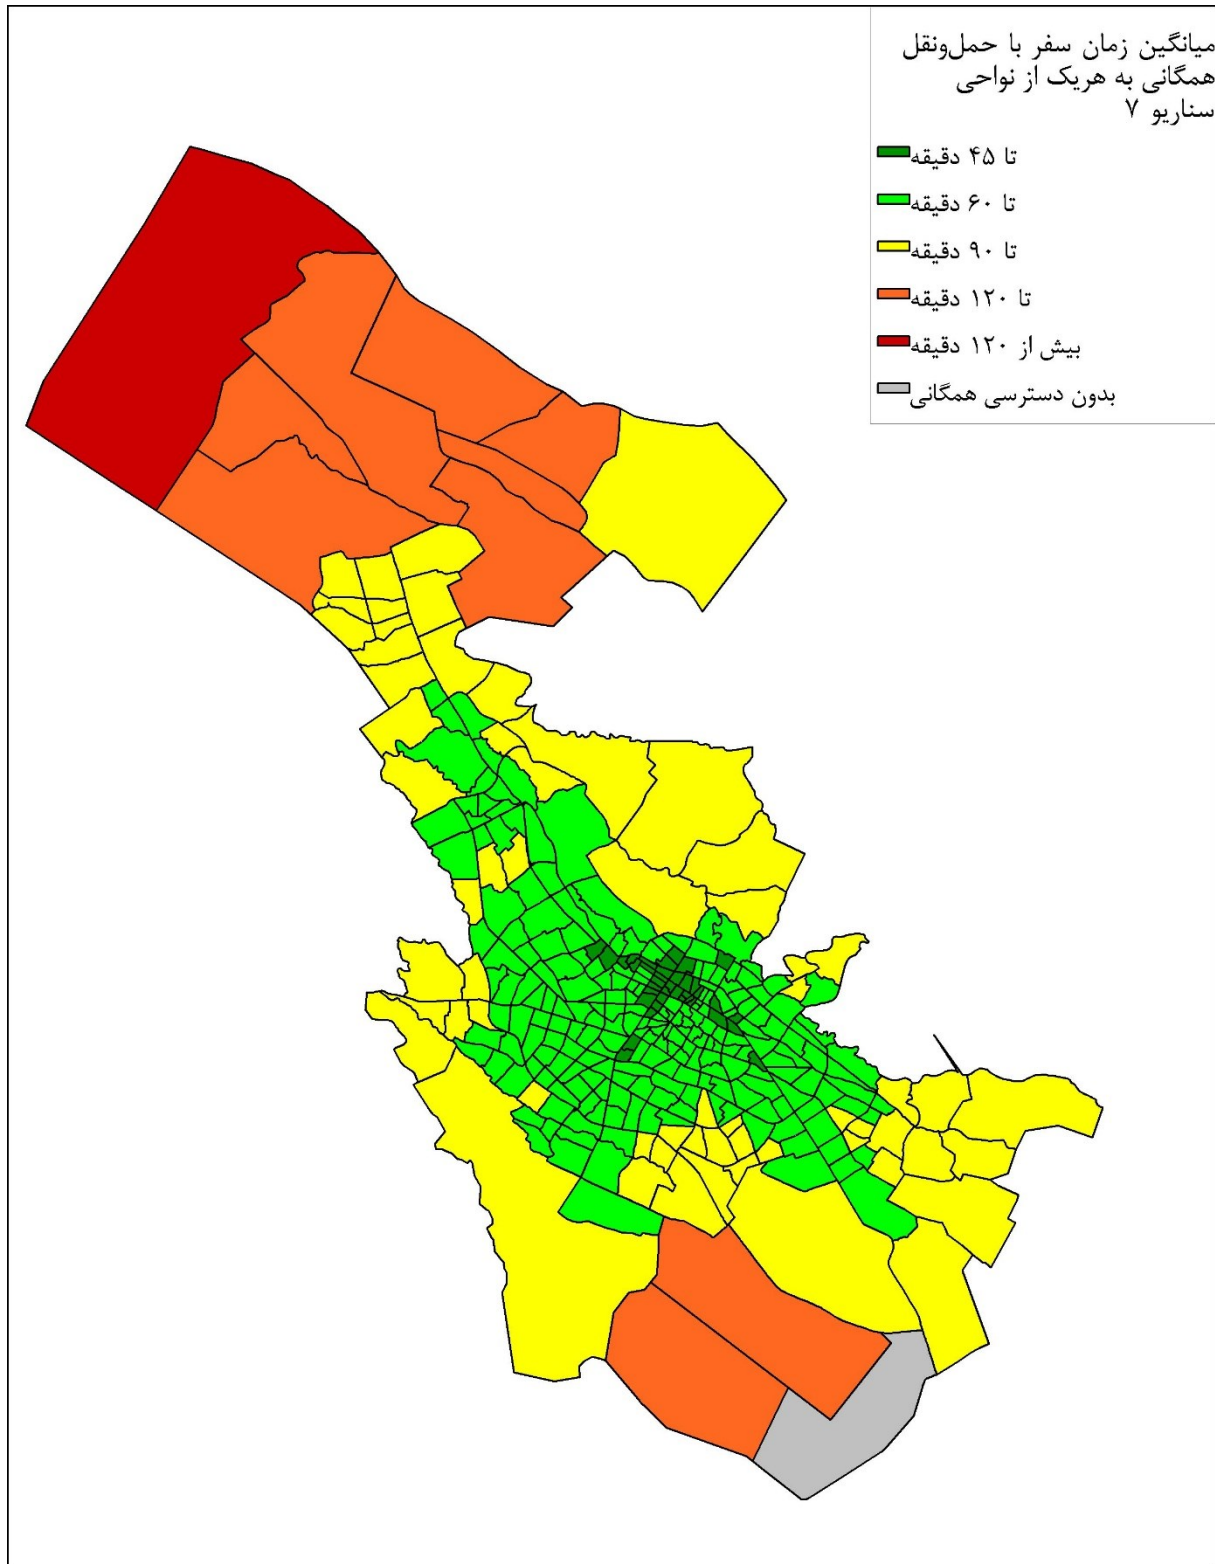 میانگین زمان سفر با حمل‌ونقل
همگانی به هریک از نواحی
سناریو ۷
تا ۴۵ دقیقه
تا ۶۰ دقیقه
تا ۹۰ دقیقه
تا ۱۲۰ دقیقه
بیش از ۱۲۰ دقیقه
بدون دسترسی همگانی